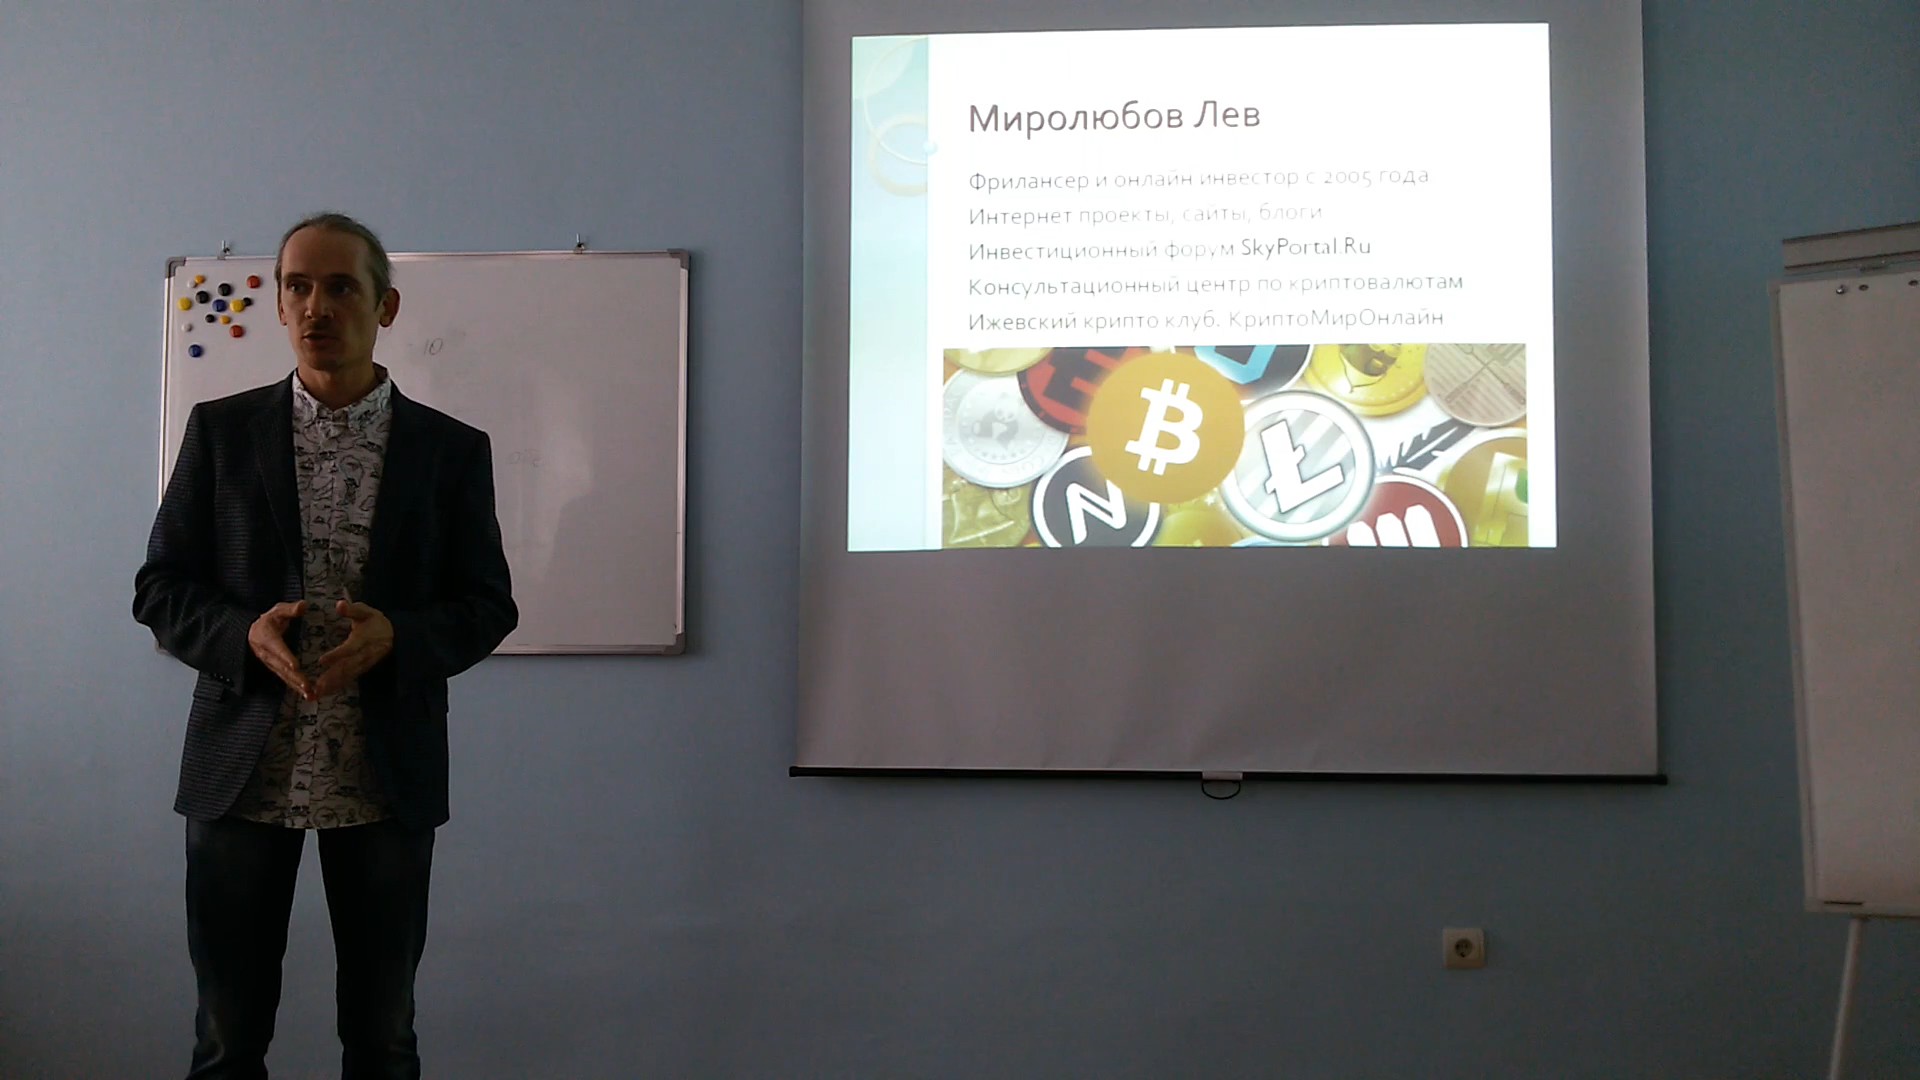 Миролюбов Лев
Фрилансер и онлайн инвестор с 2005 года
Интернет проекты, сайты, блоги
Инвестиционный форум SkyPortal.Ru
Консультационный центр по криптовалютам
Ижевский крипто клуб. КриптоМирОнлайн
10